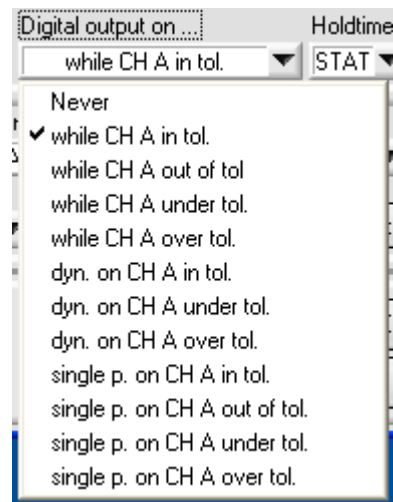 Digital output on ... Holdtime
while CH A in tol. STAT
Never
while CH A in tol.
while CH A out of tol
while CH A under tol.
while CH A over tol.
dyn. on CH A in tol.
dyn. on CH A under tol.
dyn. on CH A over tol.
single p. on CH A in tol.
single p. on CH A out of tol.
single p. on CH A under tol.
single p. on CH A over tol.